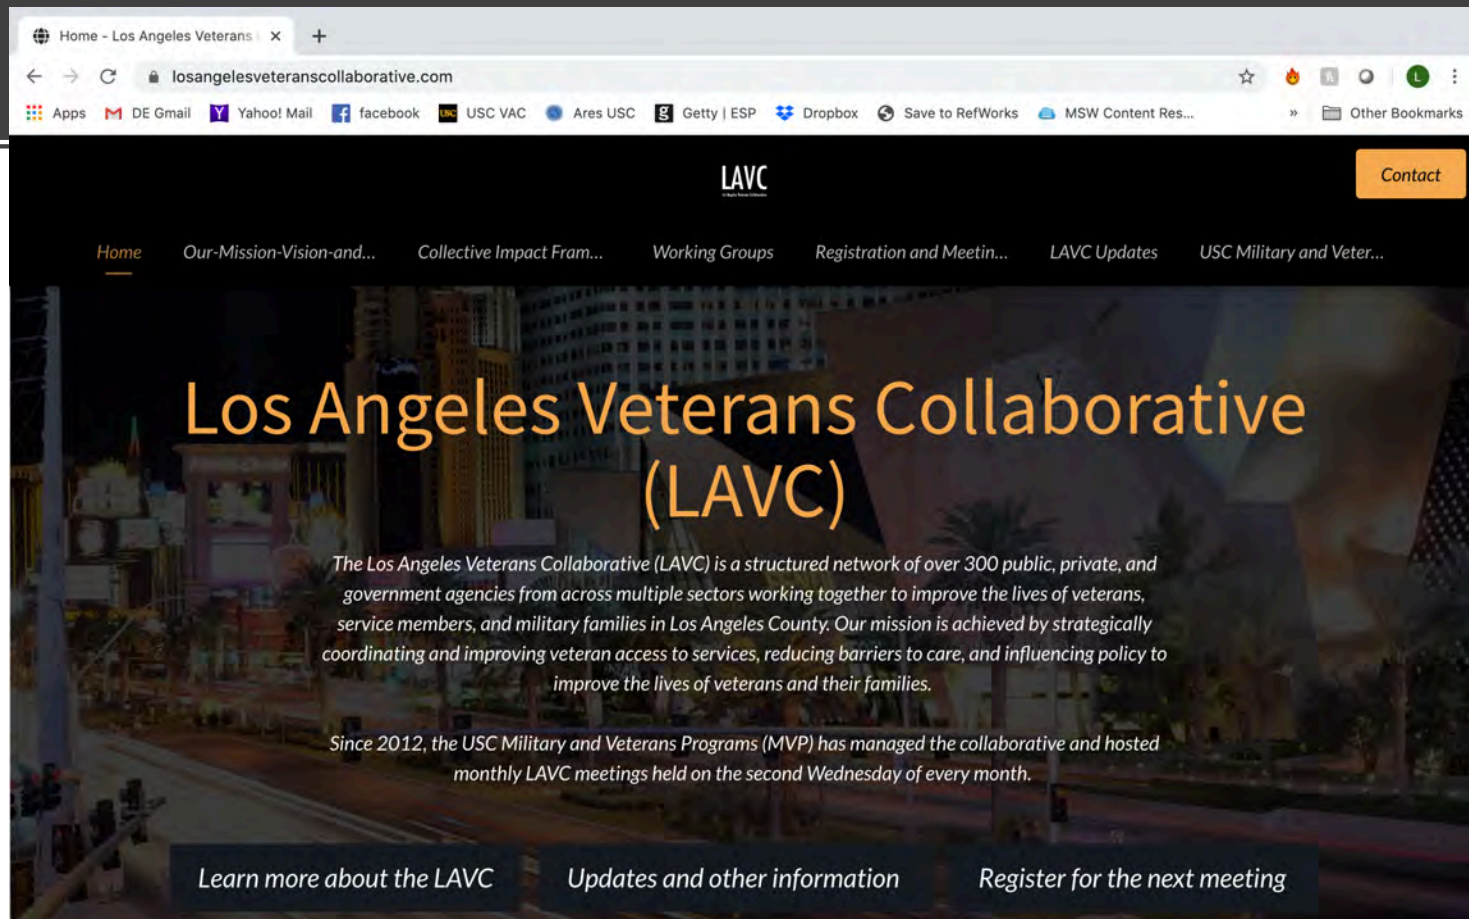 Home - Los Angeles Veterans
losangelesveteranscollaborative.com
L
Apps DE Gmail Yahoo! Mail facebook USC VAC Ares USC Getty | ESP Dropbox Save to RefWorks MSW Content Res... » Other Bookmarks
LAVC
Contact
Home Our-Mission-Vision-and... Collective Impact Fram... Working Groups Registration and Meetin... LAVC Updates USC Military and Veter...
Los Angeles Veterans Collaborative
(LAVC)
The Los Angeles Veterans Collaborative (LAVC) is a structured network of over 300 public, private, and
government agencies from across multiple sectors working together to improve the lives of veterans,
service members, and military families in Los Angeles County. Our mission is achieved by strategically
coordinating and improving veteran access to services, reducing barriers to care, and influencing policy to
improve the lives of veterans and their families.
Since 2012, the USC Military and Veterans Programs (MVP) has managed the collaborative and hosted
monthly LAVC meetings held on the second Wednesday of every month.
Learn more about the LAVC Updates and other information Register for the next meeting